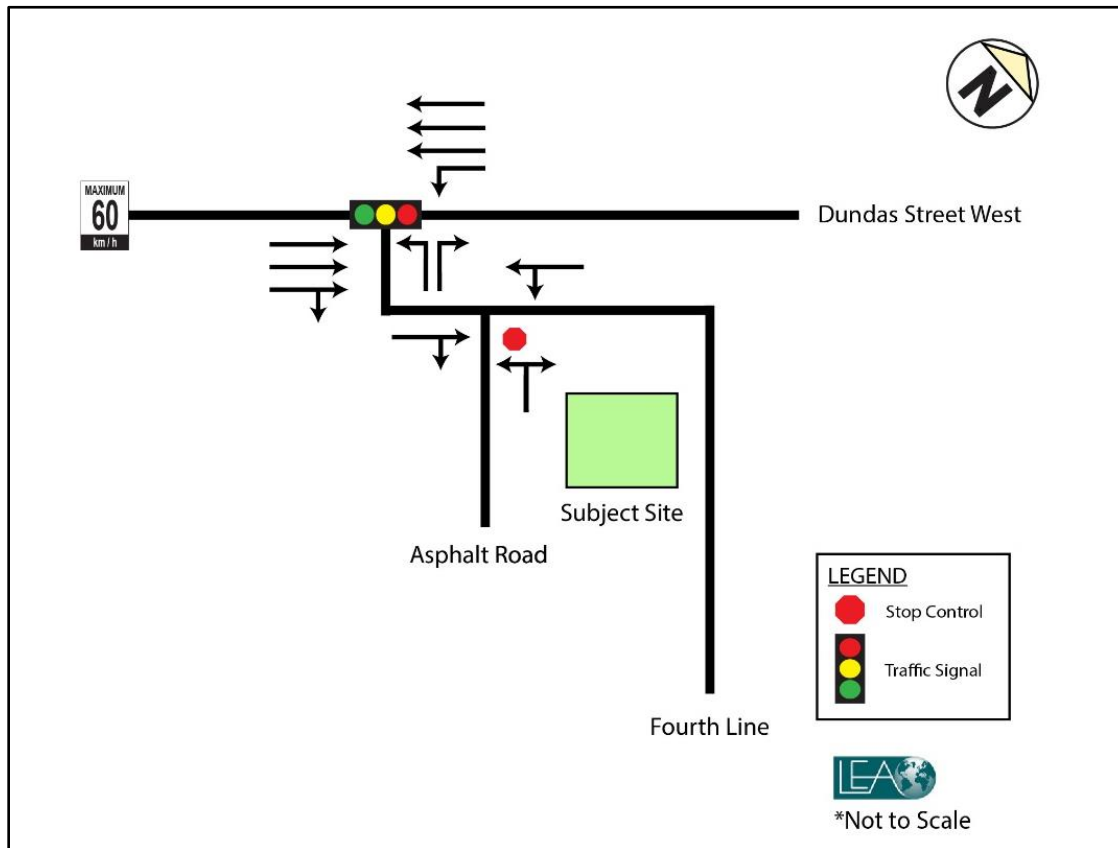 N
MAXIMUM
60
km / h
Dundas Street West
Subject Site
Asphalt Road
Fourth Line
LEGEND
Stop Control
Traffic Signal
LEA
*Not to Scale